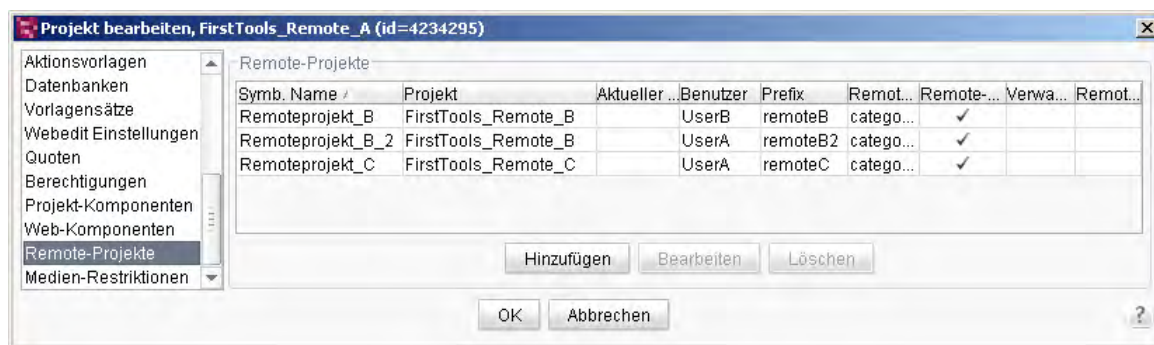 Projekt bearbeiten, FirstTools_Remote_A (id=4234295)
Aktionsvorlagen
Datenbanken
Vorlagensätze
Webedit Einstellungen
Quoten
Berechtigungen
Projekt-Komponenten
Web-Komponenten
Remote-Projekte
Medien-Restriktionen
Remote-Projekte
Symb. Name Projekt Aktueller ... Benutzer Prefix Remot... Remote-... Verwa... Remot...
Remoteprojekt_B FirstTools_Remote_B UserB remoteB catego... ✓
Remoteprojekt_B_2 FirstTools_Remote_B UserA remoteB2 catego... ✓
Remoteprojekt_C FirstTools_Remote_C UserA remoteC catego... ✓
Hinzufügen Bearbeiten Löschen
OK Abbrechen ?